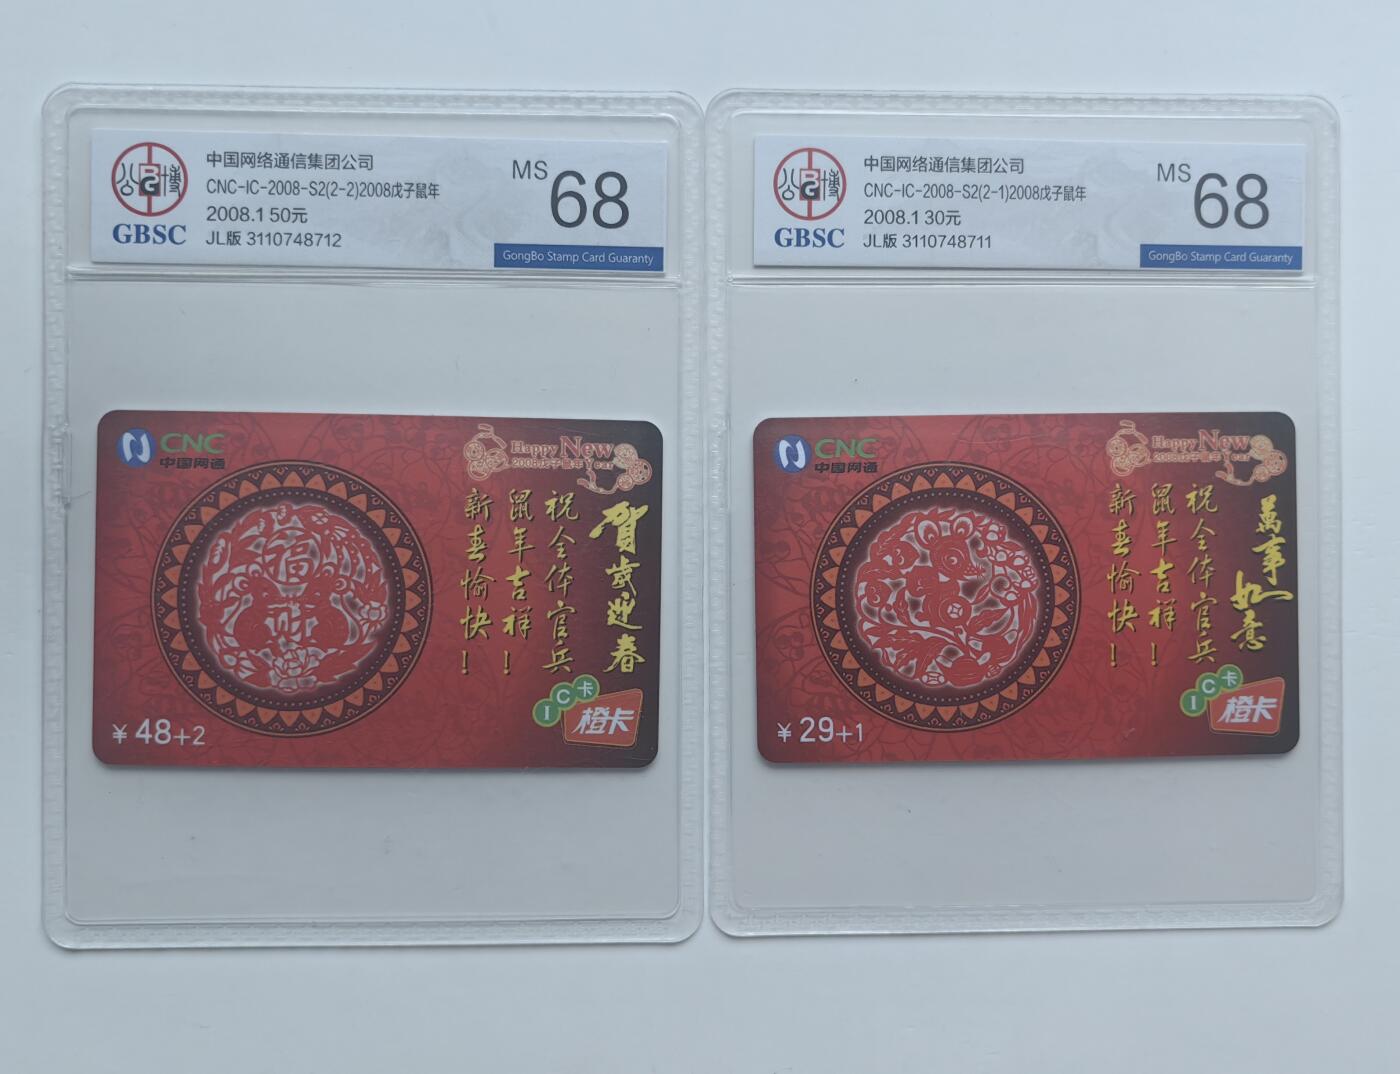 公博
GBSC
中国网络通信集团公司
CNC-IC-2008-S2(2-2)2008戊子鼠年
2008.1 50元
JL版 3110748712
MS 68
GongBo Stamp Card Guaranty
CNC
中国网通
Happy New Year
2008戊子鼠年
賀歲迎春
祝全体官兵
鼠年吉祥！
新春愉快！
福
IC卡
橙卡
¥48+2
公博
GBSC
中国网络通信集团公司
CNC-IC-2008-S2(2-1)2008戊子鼠年
2008.1 30元
JL版 3110748711
MS 68
GongBo Stamp Card Guaranty
CNC
中国网通
Happy New Year
2008戊子鼠年
萬事如意
祝全体官兵
鼠年吉祥！
新春愉快！
IC卡
橙卡
¥29+1